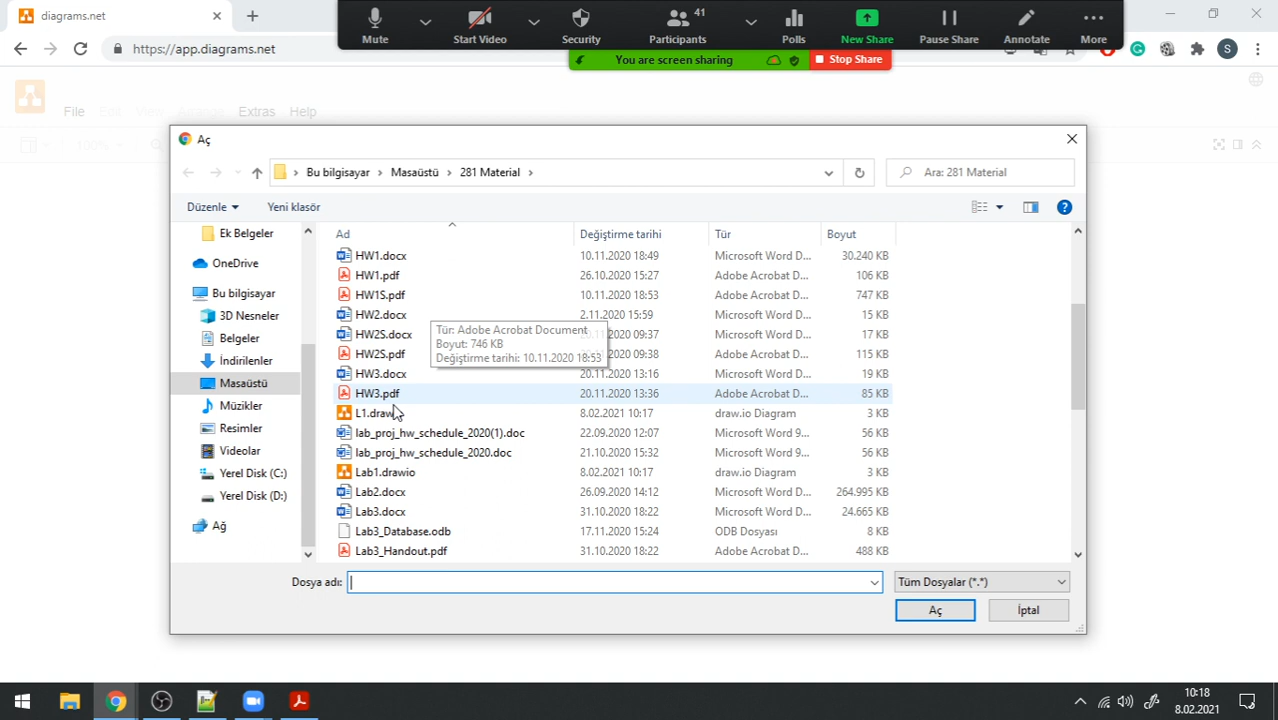 diagrams.net
https://app.diagrams.net
Mute
Start Video
Security
41
Participants
Polls
New Share
Pause Share
Annotate
More
You are screen sharing
Stop Share
S
File Edit View Arrange Extras Help
100%
Aç
Bu bilgisayar > Masaüstü > 281 Material >
Ara: 281 Material
Düzenle
Yeni klasör
Ek Belgeler
OneDrive
Bu bilgisayar
3D Nesneler
Belgeler
İndirilenler
Masaüstü
Müzikler
Resimler
Videolar
Yerel Disk (C:)
Yerel Disk (D:)
Ağ
Ad Değiştirme tarihi Tür Boyut
HW1.docx 10.11.2020 18:49 Microsoft Word D... 30.240 KB
HW1.pdf 26.10.2020 15:27 Adobe Acrobat D... 106 KB
HW1S.pdf 10.11.2020 18:53 Adobe Acrobat D... 747 KB
HW2.docx 2.11.2020 15:59 Microsoft Word D... 15 KB
HW2S.docx 2020 09:37 Microsoft Word D... 17 KB
HW2S.pdf 2020 09:38 Adobe Acrobat D... 115 KB
HW3.docx 20.11.2020 13:16 Microsoft Word D... 19 KB
HW3.pdf 20.11.2020 13:36 Adobe Acrobat D... 85 KB
L1.draw 8.02.2021 10:17 draw.io Diagram 3 KB
lab_proj_hw_schedule_2020(1).doc 22.09.2020 12:07 Microsoft Word 9... 56 KB
lab_proj_hw_schedule_2020.doc 21.10.2020 15:32 Microsoft Word 9... 56 KB
Lab1.drawio 8.02.2021 10:17 draw.io Diagram 3 KB
Lab2.docx 26.09.2020 14:12 Microsoft Word D... 264.995 KB
Lab3.docx 31.10.2020 18:22 Microsoft Word D... 24.665 KB
Lab3_Database.odb 17.11.2020 15:24 ODB Dosyası 8 KB
Lab3_Handout.pdf 31.10.2020 18:22 Adobe Acrobat D... 488 KB
Tür: Adobe Acrobat Document
Boyut: 746 KB
Değiştirme tarihi: 10.11.2020 18:53
Dosya adı:
Tüm Dosyalar (*.*)
Aç
İptal
10:18
8.02.2021